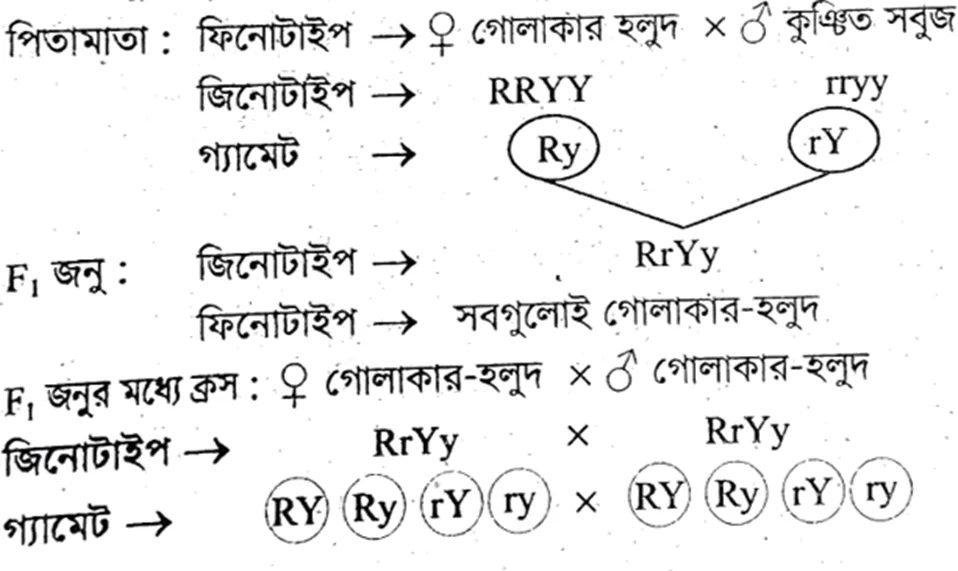 পিতামাতা : ফিনোটাইপ → ♀ গোলাকার হলুদ × ♂ কুঞ্চিত সবুজ
জিনোটাইপ → RRYY rryy
গ্যামেট → Ry rY
F₁ জনু : জিনোটাইপ → RrYy
ফিনোটাইপ → সবগুলোই গোলাকার-হলুদ
F₁ জনুর মধ্যে ক্রস : ♀ গোলাকার-হলুদ × ♂ গোলাকার-হলুদ
জিনোটাইপ → RrYy × RrYy
গ্যামেট → RY Ry rY ry × RY Ry rY ry